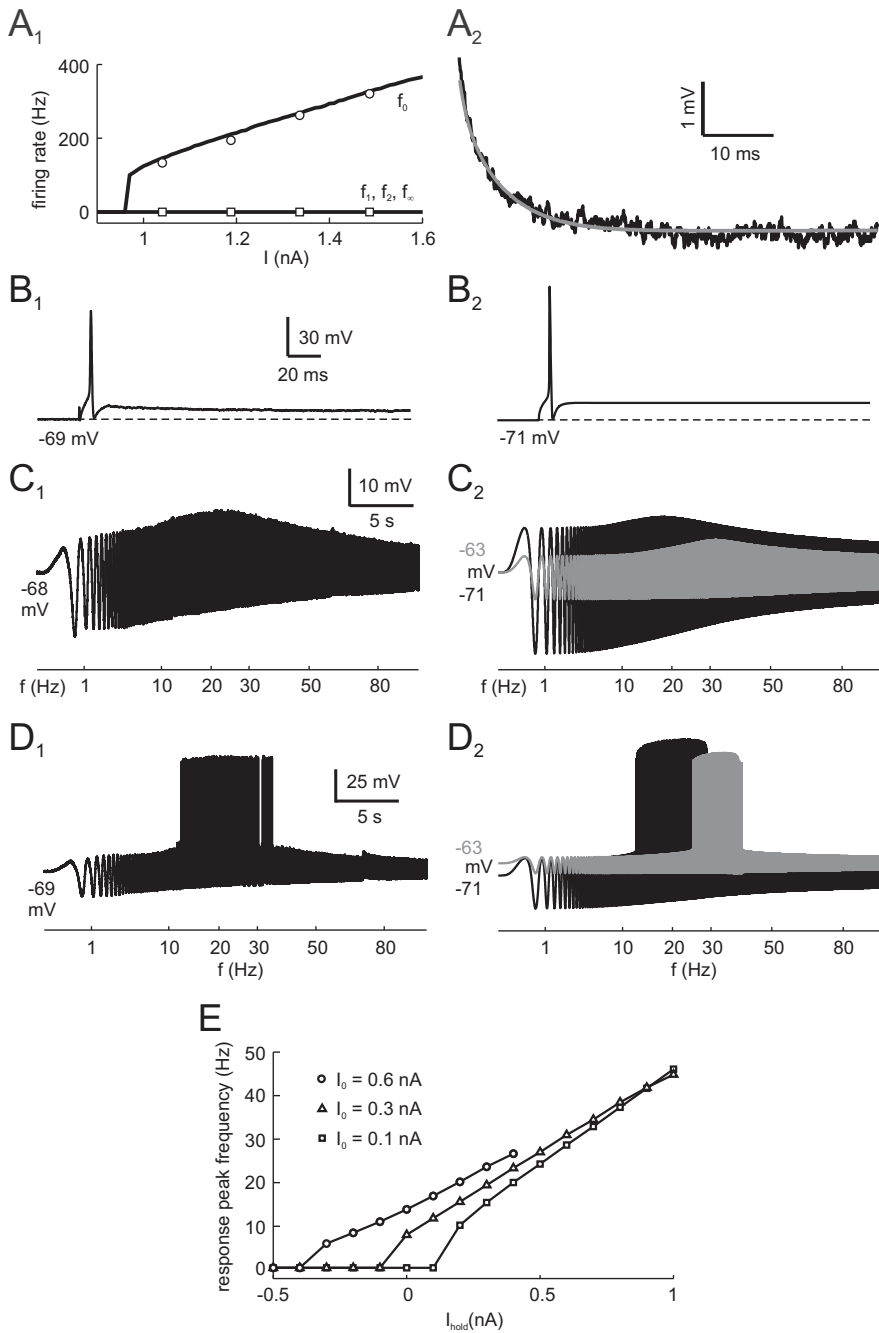 A1
A2
400
200
0
firing rate (Hz)
f0
f1, f2, f∞
1
1.2
1.4
1.6
I (nA)
1 mV
10 ms
B1
B2
30 mV
20 ms
-69 mV
-71 mV
C1
C2
10 mV
5 s
-68
mV
-63
mV
-71
f (Hz)
1
10
20
30
50
80
1
10
20
30
50
80
D1
D2
25 mV
5 s
-69
mV
-63
mV
-71
1
10
20
30
50
80
f (Hz)
1
10
20
30
50
80
f (Hz)
E
response peak frequency (Hz)
50
40
30
20
10
0
I0 = 0.6 nA
I0 = 0.3 nA
I0 = 0.1 nA
-0.5
0
0.5
1
Ihold(nA)